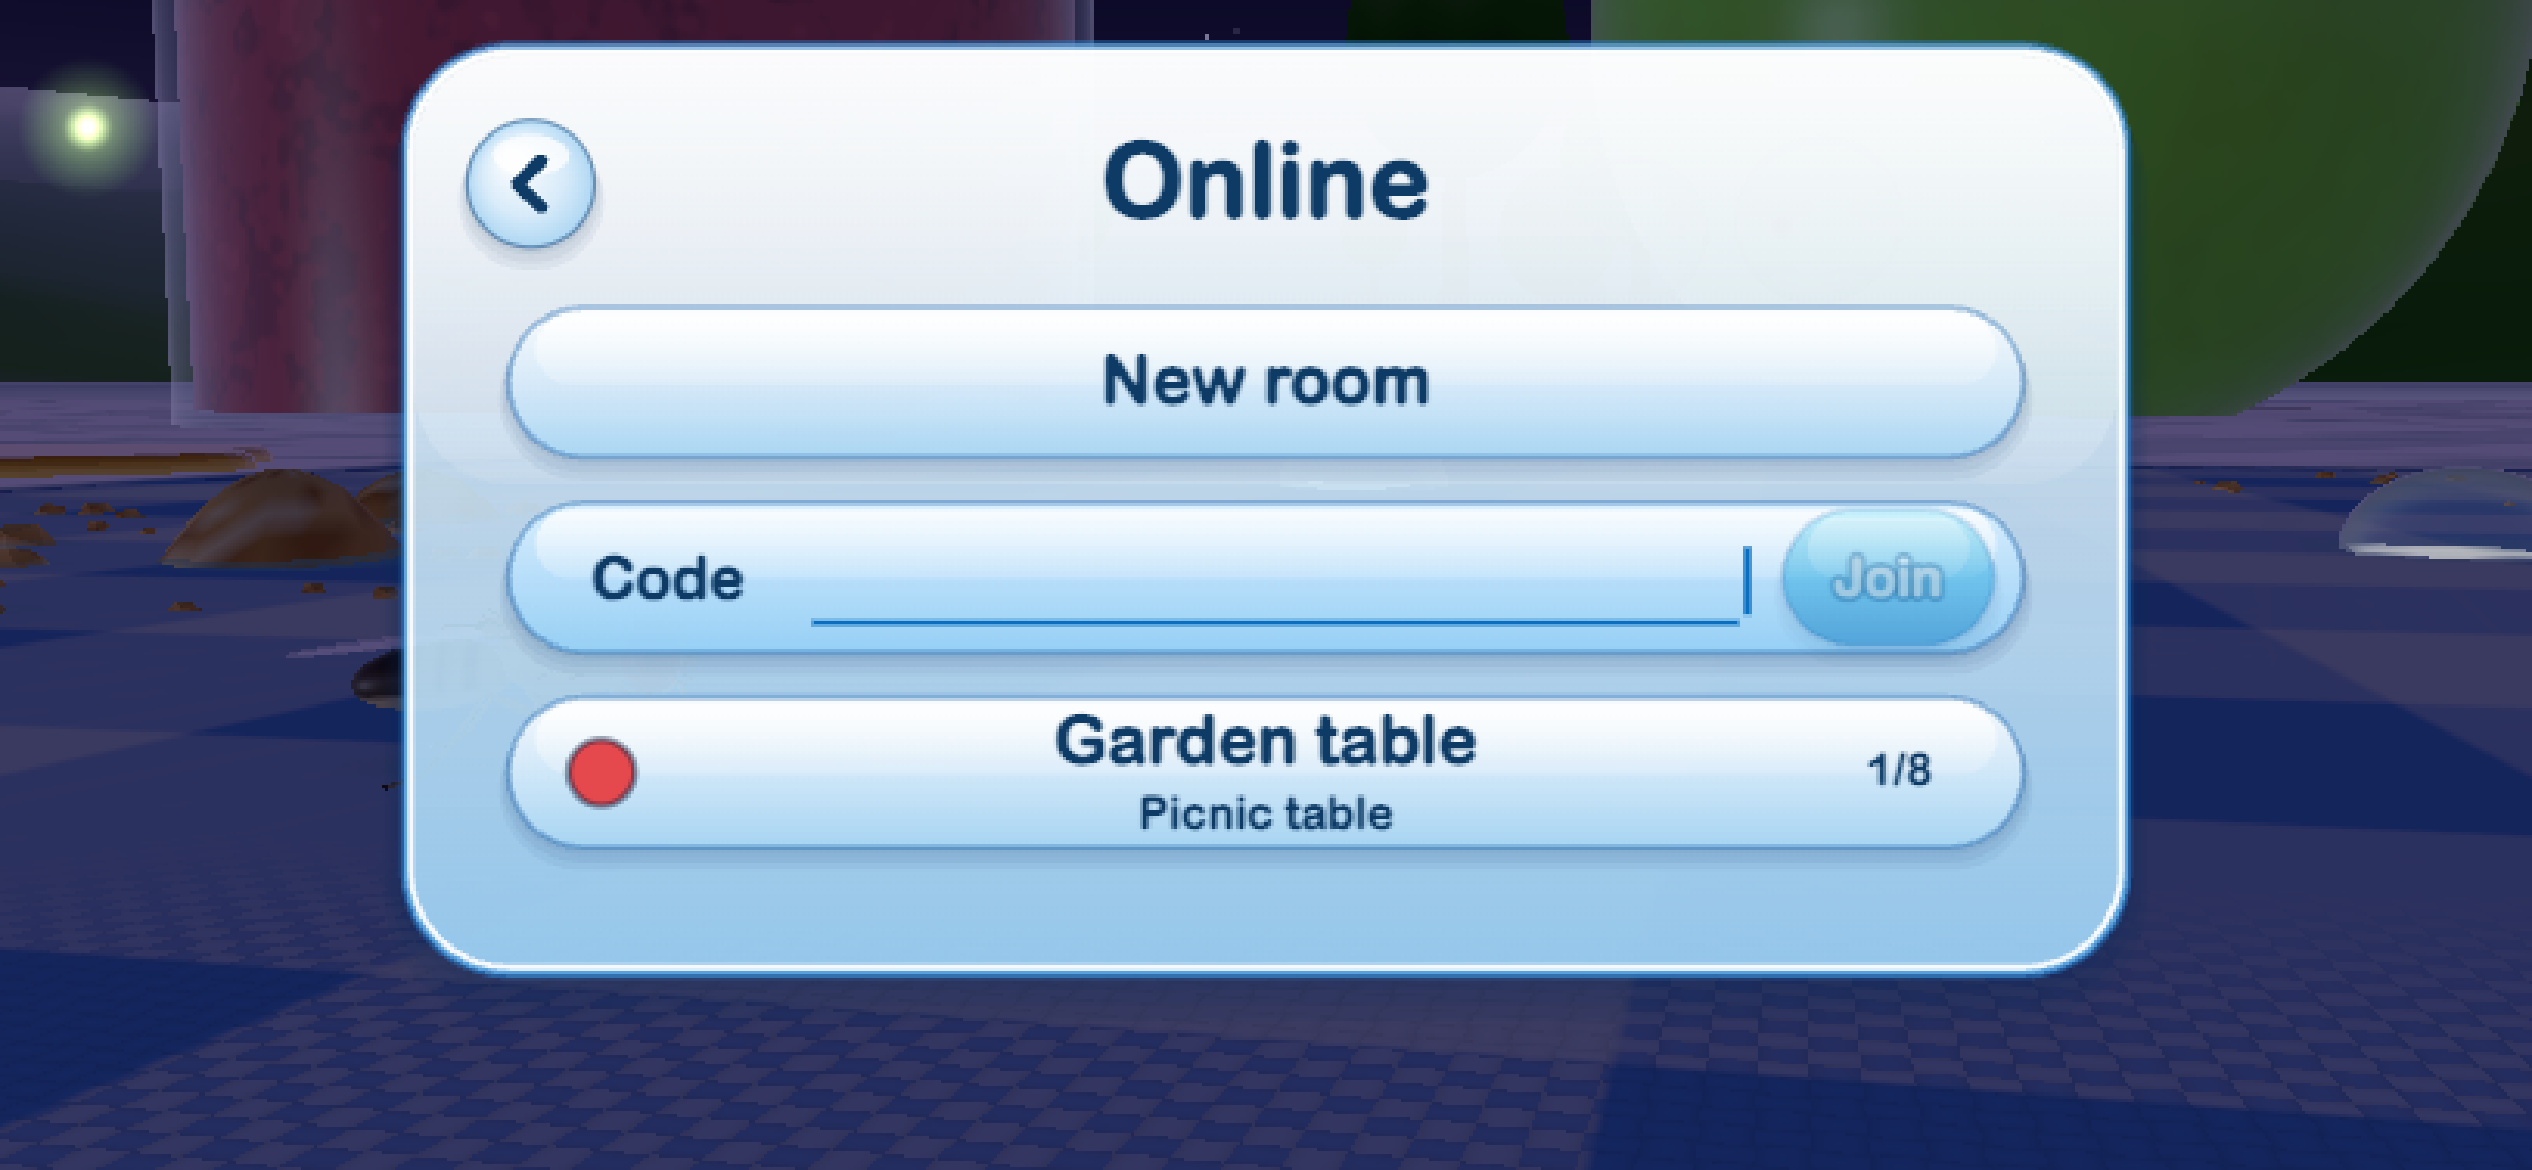 Online
New room
Code
Join
Garden table
1/8
Picnic table